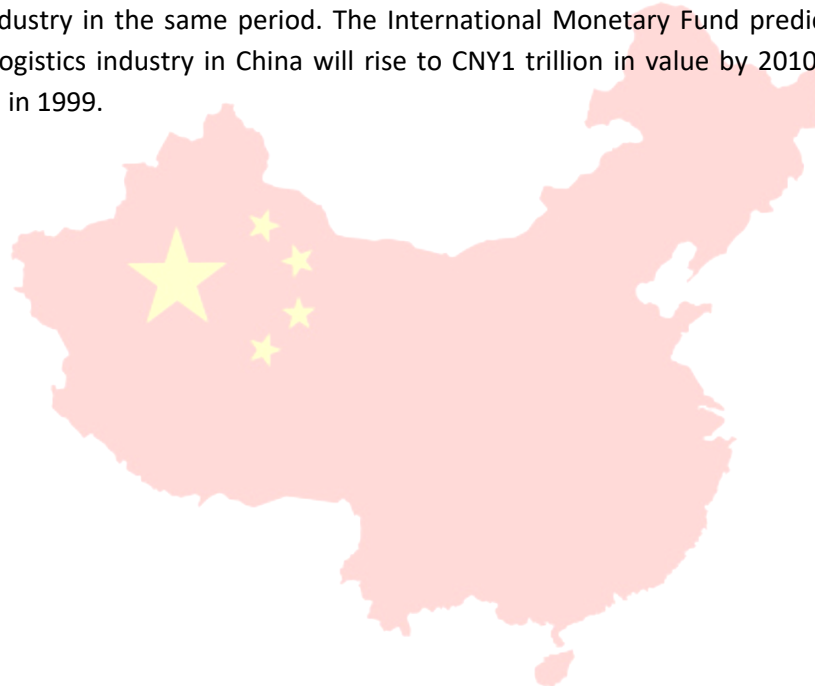 dustry in the same period. The International Monetary Fund predic
ogistics industry in China will rise to CNY1 trillion in value by 2010
in 1999.